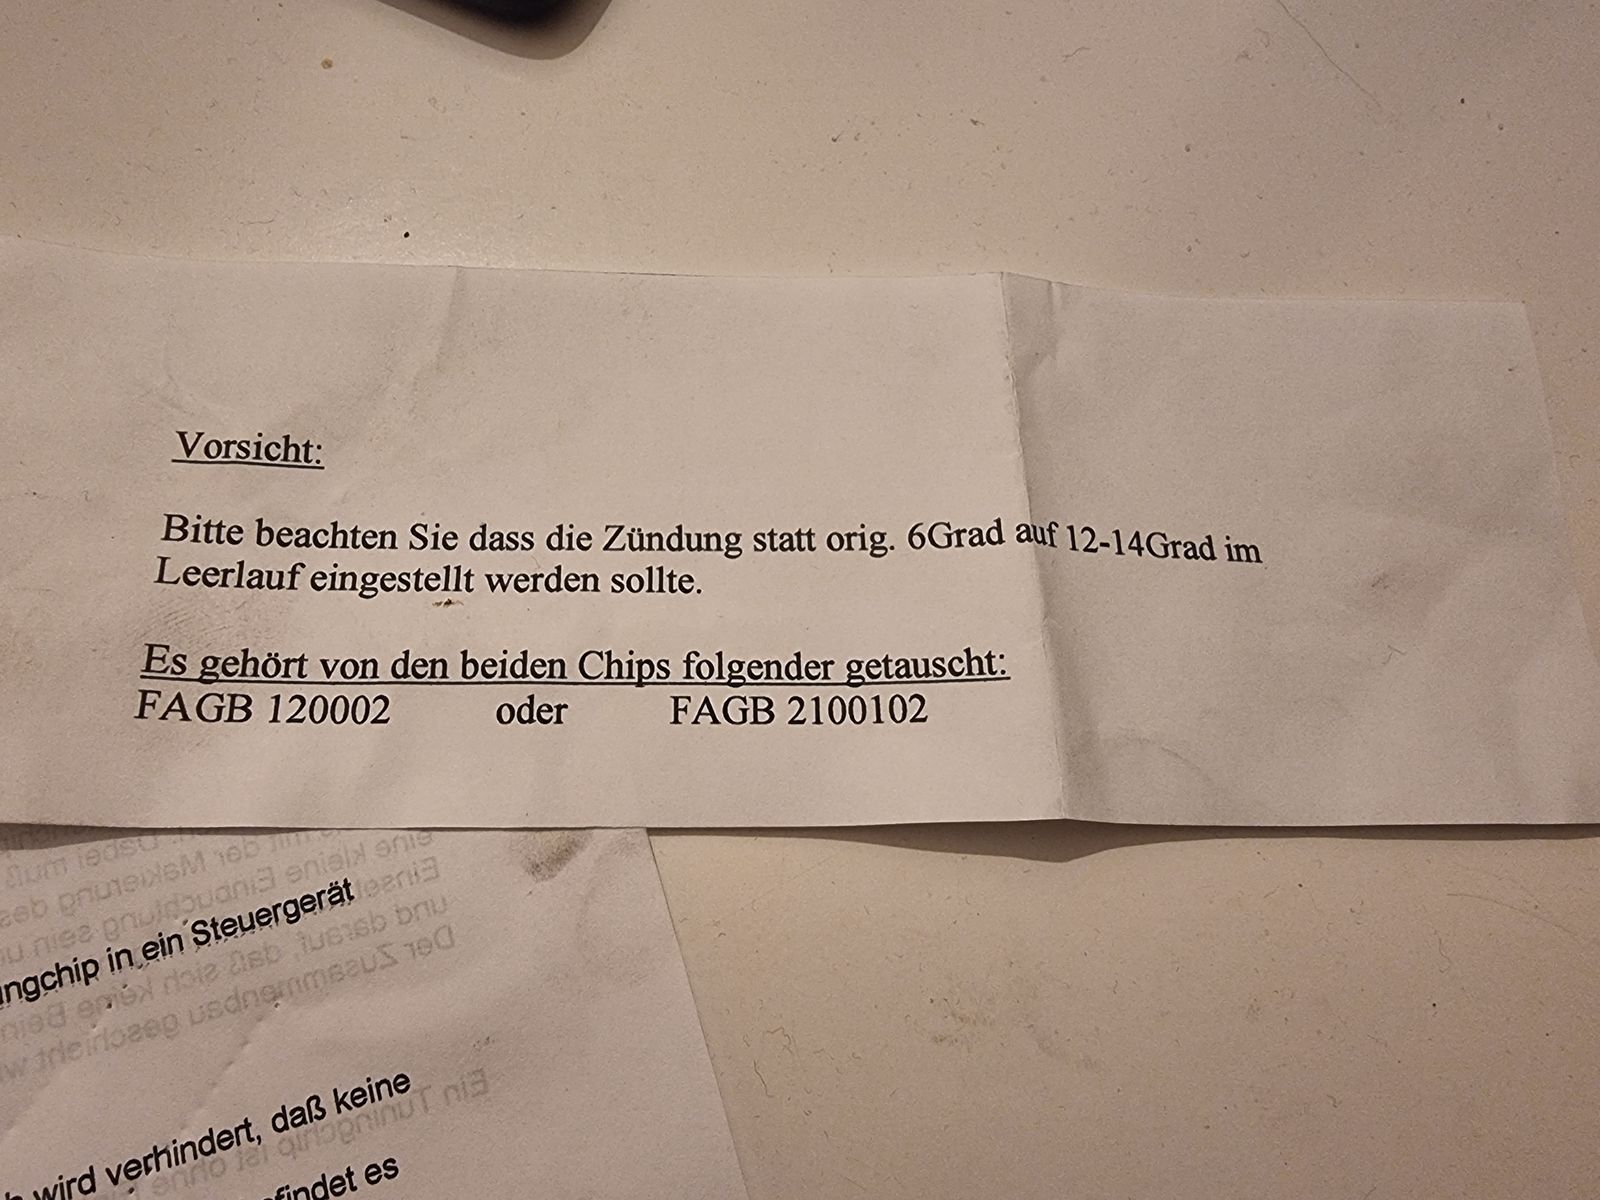 Vorsicht:
Bitte beachten Sie dass die Zündung statt orig. 6Grad auf 12-14Grad im
Leerlauf eingestellt werden sollte.
Es gehört von den beiden Chips folgender getauscht:
FAGB 120002 oder FAGB 2100102
ngchip in ein Steuergerät
wird verhindert, daß keine
findet es